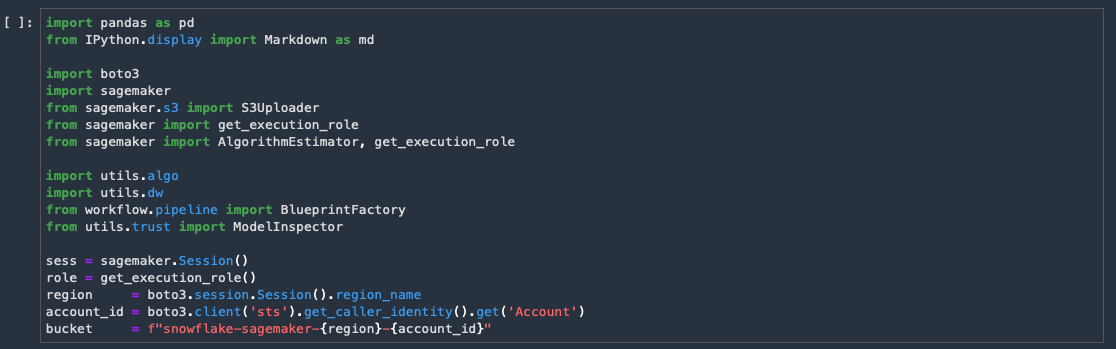 [ ]: import pandas as pd
from IPython.display import Markdown as md
import boto3
import sagemaker
from sagemaker.s3 import S3Uploader
from sagemaker import get_execution_role
from sagemaker import AlgorithmEstimator, get_execution_role
import utils.algo
import utils.dw
from workflow.pipeline import BlueprintFactory
from utils.trust import ModelInspector
sess = sagemaker.Session()
role = get_execution_role()
region     = boto3.session.Session().region_name
account_id = boto3.client('sts').get_caller_identity().get('Account')
bucket     = f"snowflake-sagemaker-{region}-{account_id}"